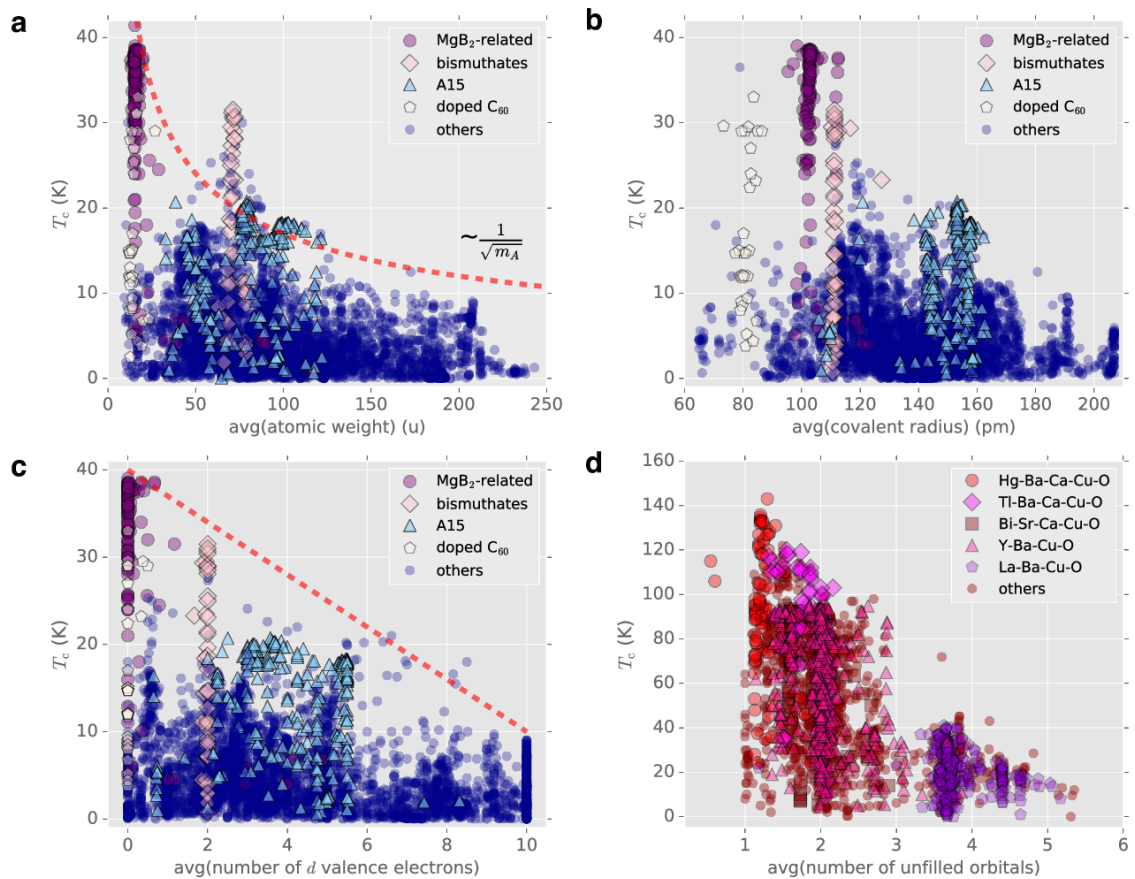 a
40
30
20
10
0
T_c (K)
MgB₂-related
bismuthates
A15
doped C₆₀
others
~ 1/√m_A
0 50 100 150 200 250
avg(atomic weight) (u)
b
40
30
20
10
0
T_c (K)
MgB₂-related
bismuthates
A15
doped C₆₀
others
60 80 100 120 140 160 180 200
avg(covalent radius) (pm)
c
40
30
20
10
0
T_c (K)
MgB₂-related
bismuthates
A15
doped C₆₀
others
0 2 4 6 8 10
avg(number of d valence electrons)
d
160
140
120
100
80
60
40
20
0
T_c (K)
Hg-Ba-Ca-Cu-O
Tl-Ba-Ca-Cu-O
Bi-Sr-Ca-Cu-O
Y-Ba-Cu-O
La-Ba-Cu-O
others
1 2 3 4 5 6
avg(number of unfilled orbitals)